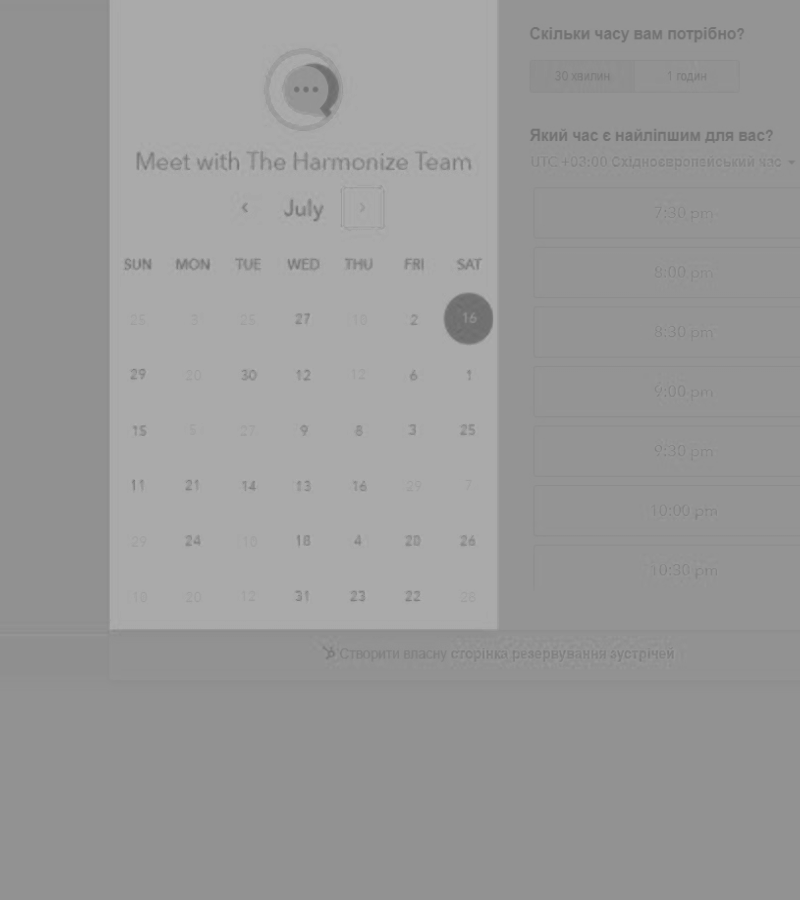 Meet with The Harmonize Team
July
SUN MON TUE WED THU FRI SAT
25 3 25 27 2 16
29 20 30 12 12 6 1
15 27 9 8 3 25
11 21 14 13 16 29 7
29 24 18 4 20 26
20 12 31 23 22 28
Скільки часу вам потрібно?
30 хвилин 1 годин
Який час є найліпшим для вас?
UTC +03:00 Східноєвропейський час
7:30 pm
8:00 pm
8:30 pm
9:00 pm
9:30 pm
10:00 pm
10:30 pm
Створити власну сторінка резервування зустрічей